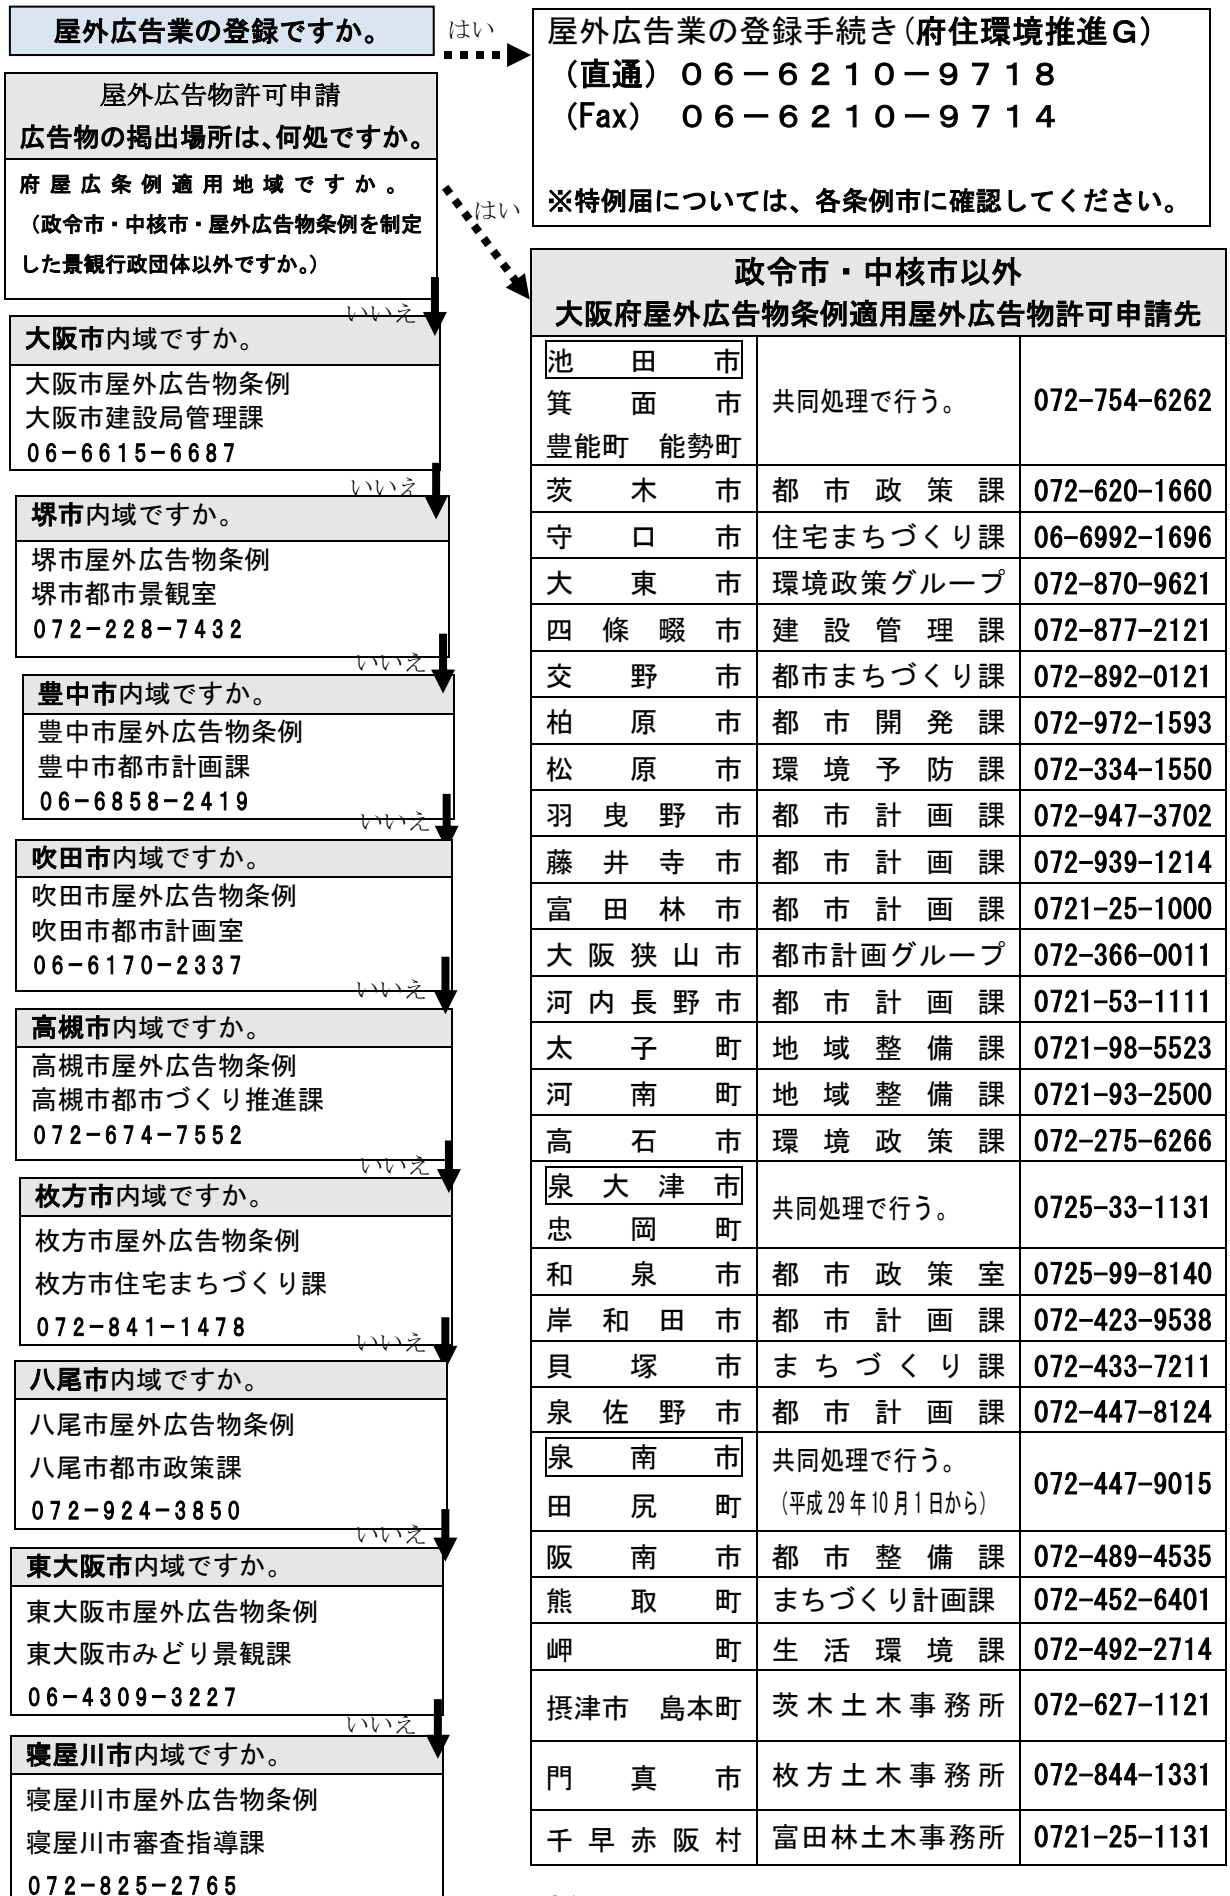 屋外広告業の登録ですか。
はい
屋外広告業の登録手続き(府住環境推進G)
(直通) 06-6210-9718
(Fax) 06-6210-9714
※特例届については、各条例市に確認してください。
屋外広告物許可申請
広告物の掲出場所は、何処ですか。
府屋広条例適用地域ですか。
(政令市・中核市・屋外広告物条例を制定
した景観行政団体以外ですか。)
はい
いいえ
大阪市内域ですか。
大阪市屋外広告物条例
大阪市建設局管理課
06-6615-6687
いいえ
堺市内域ですか。
堺市屋外広告物条例
堺市都市景観室
072-228-7432
いいえ
豊中市内域ですか。
豊中市屋外広告物条例
豊中市都市計画課
06-6858-2419
いいえ
吹田市内域ですか。
吹田市屋外広告物条例
吹田市都市計画室
06-6170-2337
いいえ
高槻市内域ですか。
高槻市屋外広告物条例
高槻市都市づくり推進課
072-674-7552
いいえ
枚方市内域ですか。
枚方市屋外広告物条例
枚方市住宅まちづくり課
072-841-1478
いいえ
八尾市内域ですか。
八尾市屋外広告物条例
八尾市都市政策課
072-924-3850
いいえ
東大阪市内域ですか。
東大阪市屋外広告物条例
東大阪市みどり景観課
06-4309-3227
いいえ
寝屋川市内域ですか。
寝屋川市屋外広告物条例
寝屋川市審査指導課
072-825-2765
政令市・中核市以外
大阪府屋外広告物条例適用屋外広告物許可申請先
池田市
箕面市 共同処理で行う。 072-754-6262
豊能町 能勢町
茨木市 都市政策課 072-620-1660
守口市 住宅まちづくり課 06-6992-1696
大東市 環境政策グループ 072-870-9621
四條畷市 建設管理課 072-877-2121
交野市 都市まちづくり課 072-892-0121
柏原市 都市開発課 072-972-1593
松原市 環境予防課 072-334-1550
羽曳野市 都市計画課 072-947-3702
藤井寺市 都市計画課 072-939-1214
富田林市 都市計画課 0721-25-1000
大阪狭山市 都市計画グループ 072-366-0011
河内長野市 都市計画課 0721-53-1111
太子町 地域整備課 0721-98-5523
河南町 地域整備課 0721-93-2500
高石市 環境政策課 072-275-6266
泉大津市 共同処理で行う。 0725-33-1131
忠岡町
和泉市 都市政策室 0725-99-8140
岸和田市 都市計画課 072-423-9538
貝塚市 まちづくり課 072-433-7211
泉佐野市 都市計画課 072-447-8124
泉南市 共同処理で行う。 072-447-9015
田尻町 (平成29年10月1日から)
阪南市 都市整備課 072-489-4535
熊取町 まちづくり計画課 072-452-6401
岬町 生活環境課 072-492-2714
摂津市 島本町 茨木土木事務所 072-627-1121
門真市 枚方土木事務所 072-844-1331
千早赤阪村 富田林土木事務所 0721-25-1131